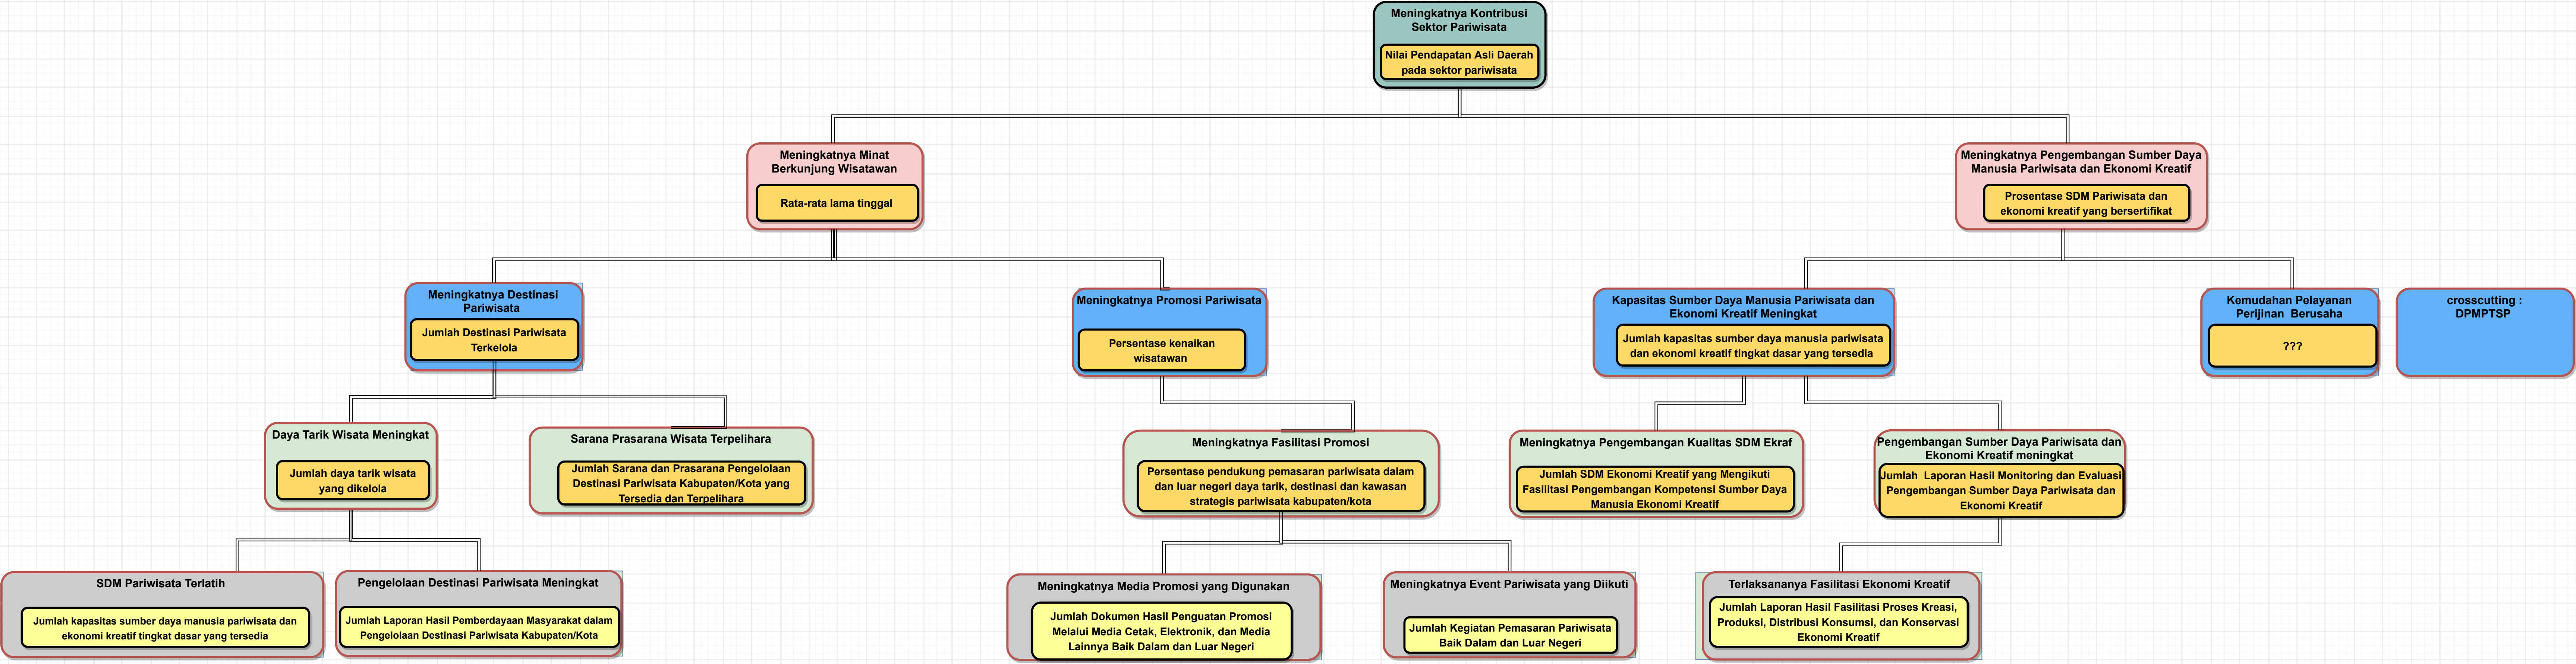 Meningkatnya Kontribusi
Sektor Pariwisata
Nilai Pendapatan Asli Daerah
pada sektor pariwisata
Meningkatnya Minat
Berkunjung Wisatawan
Rata-rata lama tinggal
Meningkatnya Pengembangan Sumber Daya
Manusia Pariwisata dan Ekonomi Kreatif
Prosentase SDM Pariwisata dan
ekonomi kreatif yang bersertifikat
Meningkatnya Destinasi
Pariwisata
Jumlah Destinasi Pariwisata
Terkelola
Meningkatnya Promosi Pariwisata
Persentase kenaikan
wisatawan
Kapasitas Sumber Daya Manusia Pariwisata dan
Ekonomi Kreatif Meningkat
Jumlah kapasitas sumber daya manusia pariwisata
dan ekonomi kreatif tingkat dasar yang tersedia
Kemudahan Pelayanan
Perijinan  Berusaha
???
crosscutting :
DPMPTSP
Daya Tarik Wisata Meningkat
Jumlah daya tarik wisata
yang dikelola
Sarana Prasarana Wisata Terpelihara
Jumlah Sarana dan Prasarana Pengelolaan
Destinasi Pariwisata Kabupaten/Kota yang
Tersedia dan Terpelihara
Meningkatnya Fasilitasi Promosi
Persentase pendukung pemasaran pariwisata dalam
dan luar negeri daya tarik, destinasi dan kawasan
strategis pariwisata kabupaten/kota
Meningkatnya Pengembangan Kualitas SDM Ekraf
Jumlah SDM Ekonomi Kreatif yang Mengikuti
Fasilitasi Pengembangan Kompetensi Sumber Daya
Manusia Ekonomi Kreatif
Pengembangan Sumber Daya Pariwisata dan
Ekonomi Kreatif meningkat
Jumlah  Laporan Hasil Monitoring dan Evaluasi
Pengembangan Sumber Daya Pariwisata dan
Ekonomi Kreatif
SDM Pariwisata Terlatih
Jumlah kapasitas sumber daya manusia pariwisata dan
ekonomi kreatif tingkat dasar yang tersedia
Pengelolaan Destinasi Pariwisata Meningkat
Jumlah Laporan Hasil Pemberdayaan Masyarakat dalam
Pengelolaan Destinasi Pariwisata Kabupaten/Kota
Meningkatnya Media Promosi yang Digunakan
Jumlah Dokumen Hasil Penguatan Promosi
Melalui Media Cetak, Elektronik, dan Media
Lainnya Baik Dalam dan Luar Negeri
Meningkatnya Event Pariwisata yang Diikuti
Jumlah Kegiatan Pemasaran Pariwisata
Baik Dalam dan Luar Negeri
Terlaksananya Fasilitasi Ekonomi Kreatif
Jumlah Laporan Hasil Fasilitasi Proses Kreasi,
Produksi, Distribusi Konsumsi, dan Konservasi
Ekonomi Kreatif